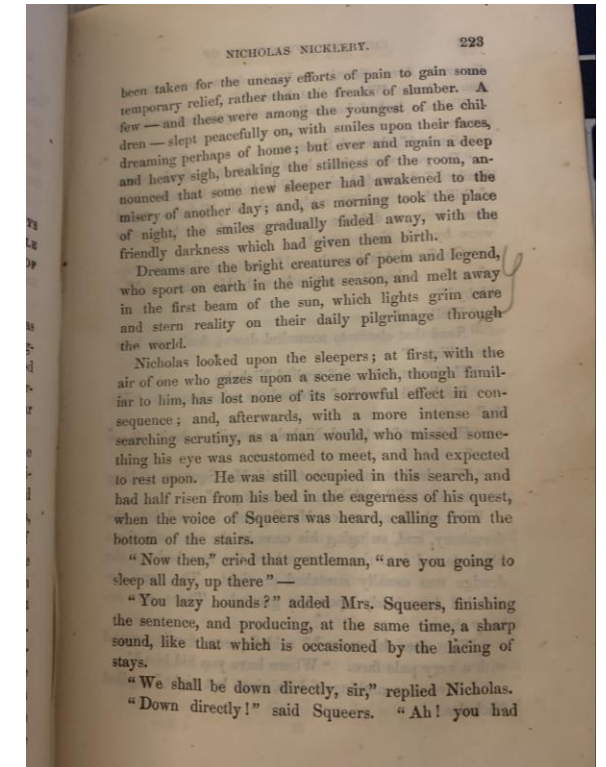 NICHOLAS NICKLEBY. 223
been taken for the uneasy efforts of pain to gain some
temporary relief, rather than the freaks of slumber. A
few — and these were among the youngest of the chil-
dren — slept peacefully on, with smiles upon their faces,
dreaming perhaps of home; but ever and again a deep
and heavy sigh, breaking the stillness of the room, an-
nounced that some new sleeper had awakened to the
misery of another day; and, as morning took the place
of night, the smiles gradually faded away, with the
friendly darkness which had given them birth.
Dreams are the bright creatures of poem and legend,
who sport on earth in the night season, and melt away
in the first beam of the sun, which lights grim care
and stern reality on their daily pilgrimage through
the world.
Nicholas looked upon the sleepers; at first, with the
air of one who gazes upon a scene which, though famil-
iar to him, has lost none of its sorrowful effect in con-
sequence; and, afterwards, with a more intense and
searching scrutiny, as a man would, who missed some-
thing his eye was accustomed to meet, and had expected
to rest upon. He was still occupied in this search, and
had half risen from his bed in the eagerness of his quest,
when the voice of Squeers was heard, calling from the
bottom of the stairs.
"Now then," cried that gentleman, "are you going to
sleep all day, up there" —
"You lazy hounds?" added Mrs. Squeers, finishing
the sentence, and producing, at the same time, a sharp
sound, like that which is occasioned by the lacing of
stays.
"We shall be down directly, sir," replied Nicholas.
"Down directly!" said Squeers. "Ah! you had